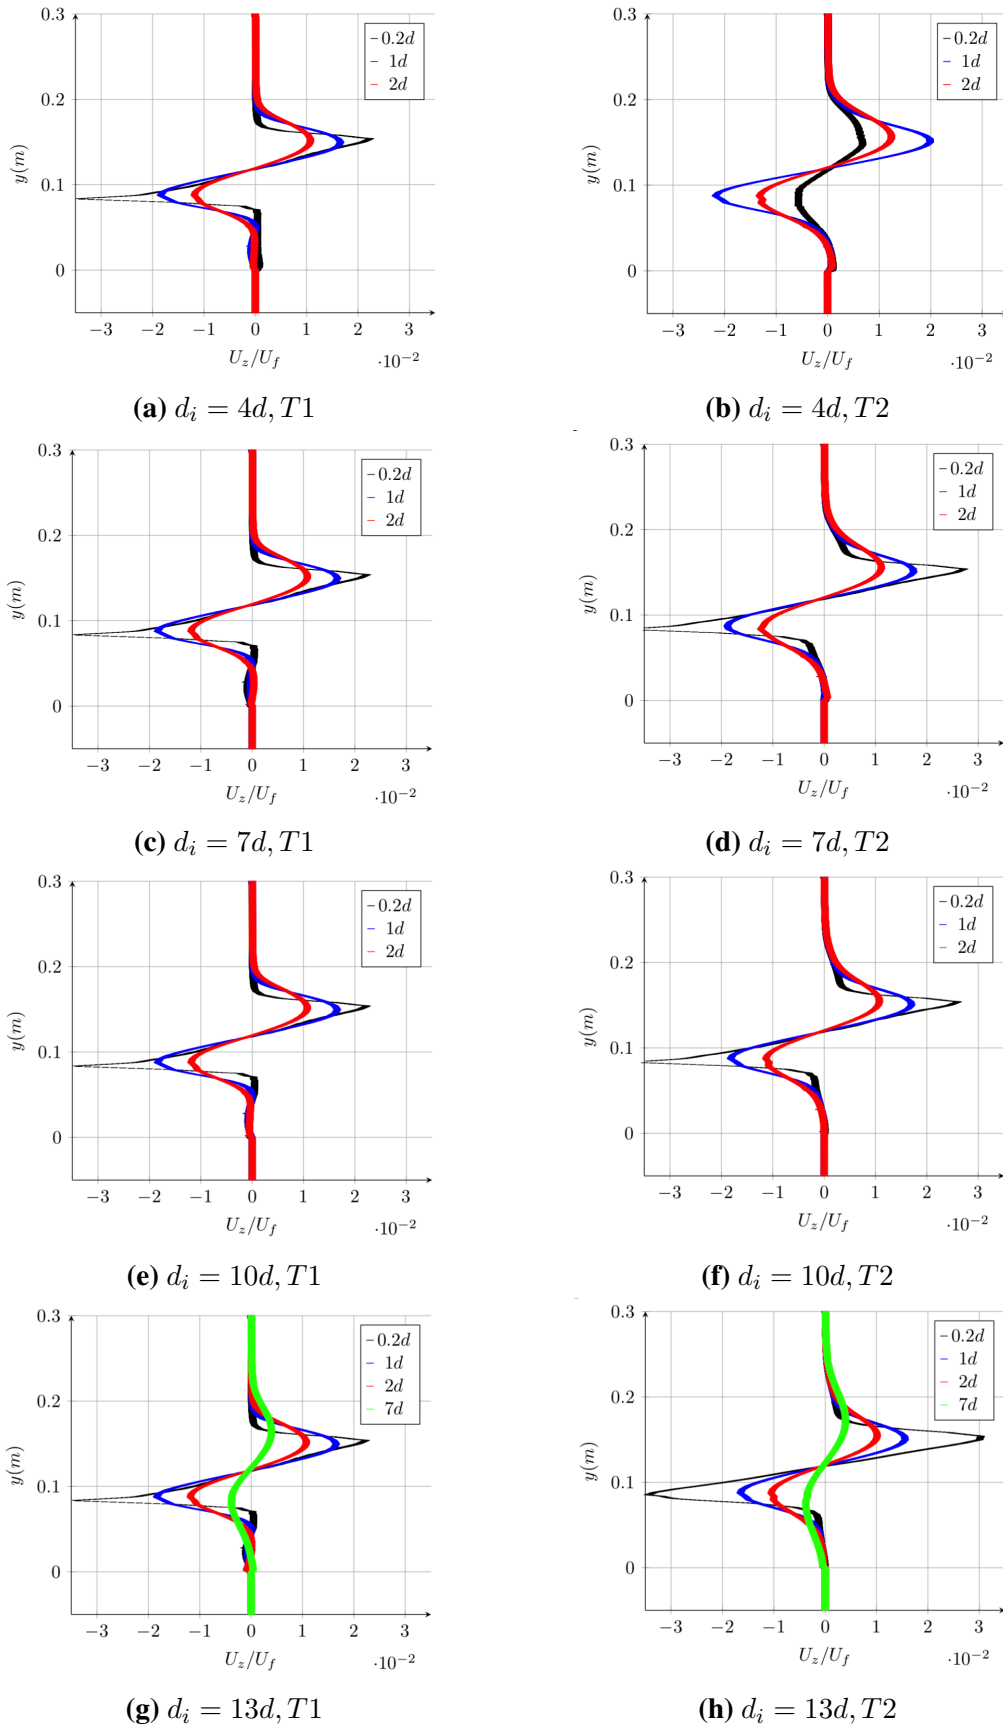 0.3
0.2
0.1
0
y(m)
0.2d
1d
2d
−3 −2 −1 0 1 2 3
U_z/U_f
·10⁻²
(a) d_i = 4d, T1
0.3
0.2
0.1
0
y(m)
0.2d
1d
2d
−3 −2 −1 0 1 2 3
U_z/U_f
·10⁻²
(b) d_i = 4d, T2
0.3
0.2
0.1
0
y(m)
0.2d
1d
2d
−3 −2 −1 0 1 2 3
U_z/U_f
·10⁻²
(c) d_i = 7d, T1
0.3
0.2
0.1
0
y(m)
0.2d
1d
2d
−3 −2 −1 0 1 2 3
U_z/U_f
·10⁻²
(d) d_i = 7d, T2
0.3
0.2
0.1
0
y(m)
0.2d
1d
2d
−3 −2 −1 0 1 2 3
U_z/U_f
·10⁻²
(e) d_i = 10d, T1
0.3
0.2
0.1
0
y(m)
0.2d
1d
2d
−3 −2 −1 0 1 2 3
U_z/U_f
·10⁻²
(f) d_i = 10d, T2
0.3
0.2
0.1
0
y(m)
0.2d
1d
2d
7d
−3 −2 −1 0 1 2 3
U_z/U_f
·10⁻²
(g) d_i = 13d, T1
0.3
0.2
0.1
0
y(m)
0.2d
1d
2d
7d
−3 −2 −1 0 1 2 3
U_z/U_f
·10⁻²
(h) d_i = 13d, T2